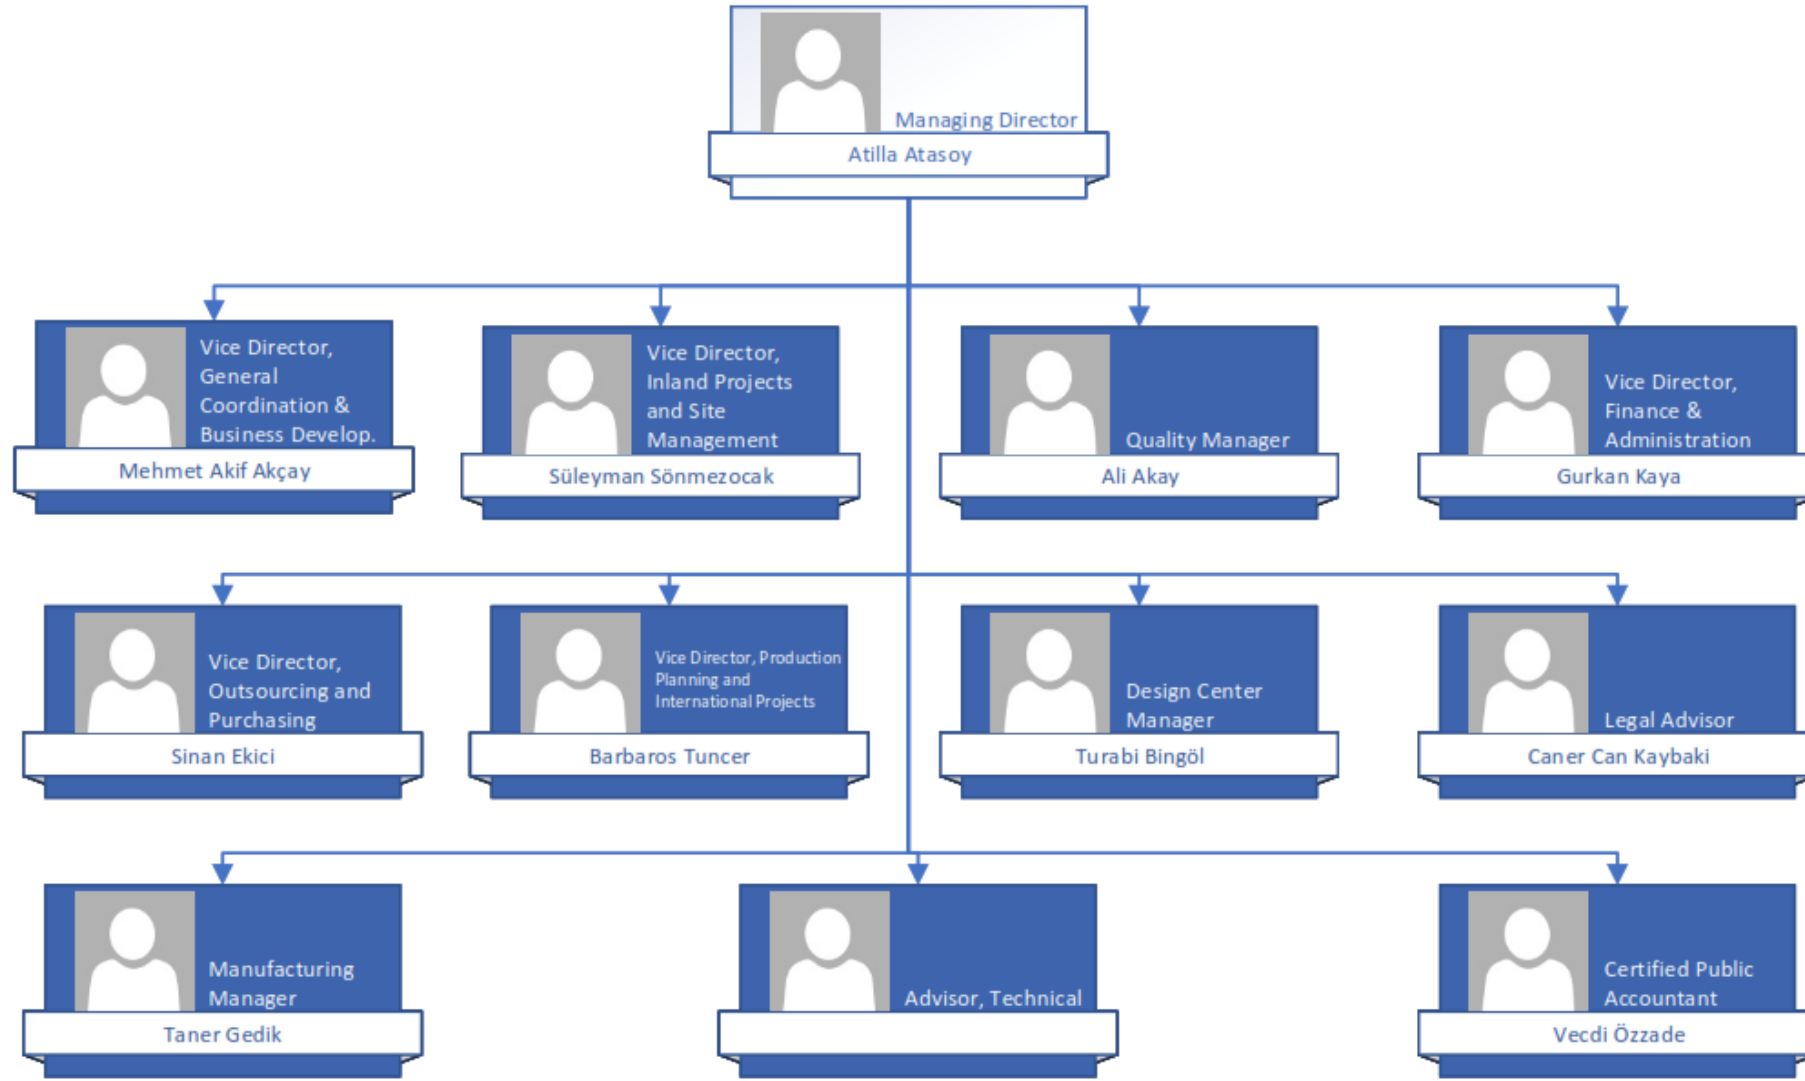 Managing Director
Atilla Atasoy
Vice Director,
General
Coordination &
Business Develop.
Mehmet Akif Akçay
Vice Director,
Inland Projects
and Site
Management
Süleyman Sönmezocak
Quality Manager
Ali Akay
Vice Director,
Finance &
Administration
Gurkan Kaya
Vice Director,
Outsourcing and
Purchasing
Sinan Ekici
Vice Director, Production
Planning and
International Projects
Barbaros Tuncer
Design Center
Manager
Turabi Bingöl
Legal Advisor
Caner Can Kaybaki
Manufacturing
Manager
Taner Gedik
Advisor, Technical
Certified Public
Accountant
Vecdi Özzade